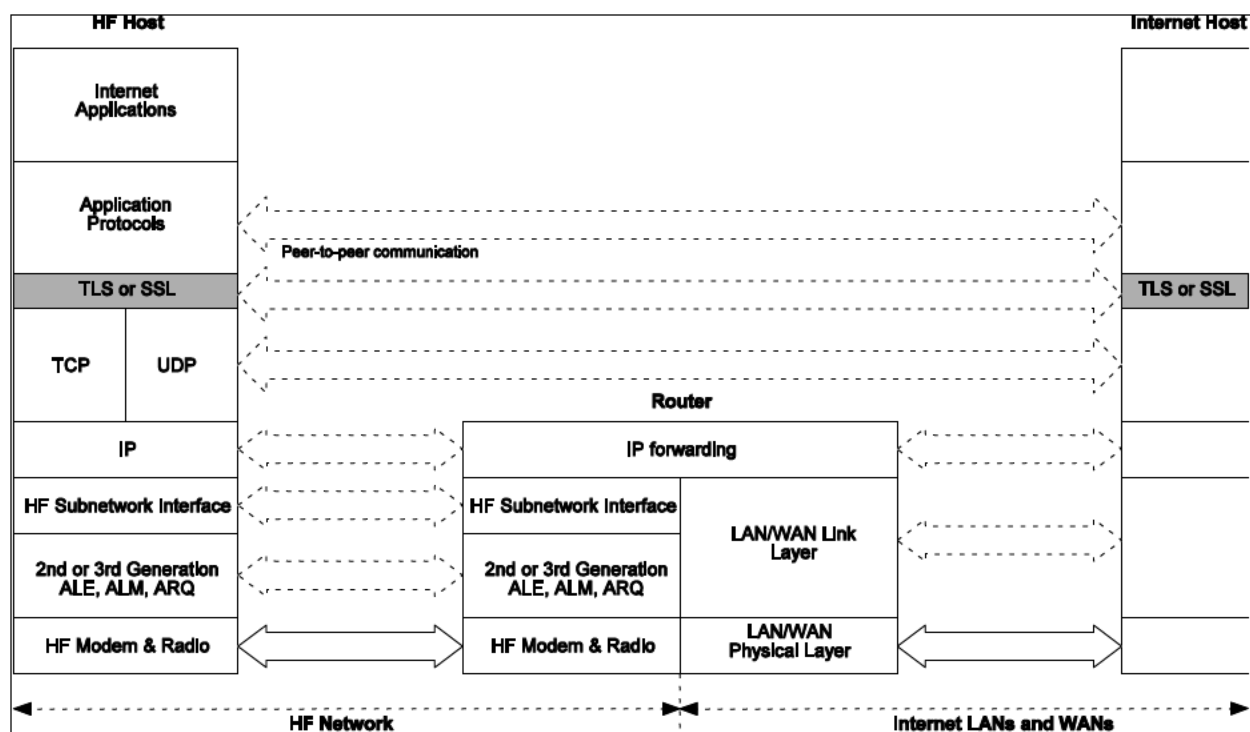 HF Host
Internet Host
Internet
Applications
Application
Protocols
Peer-to-peer communication
TLS or SSL
TLS or SSL
TCP
UDP
Router
IP
IP forwarding
HF Subnetwork Interface
HF Subnetwork Interface
LAN/WAN Link
Layer
2nd or 3rd Generation
ALE, ALM, ARQ
2nd or 3rd Generation
ALE, ALM, ARQ
HF Modem & Radio
HF Modem & Radio
LAN/WAN
Physical Layer
HF Network
Internet LANs and WANs